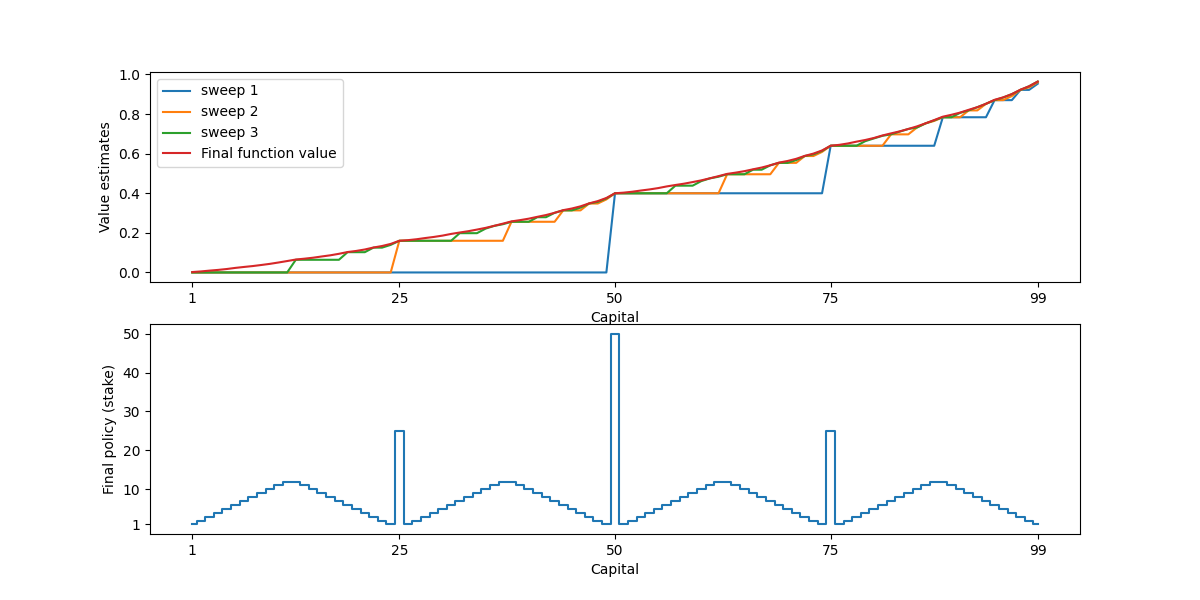 Value estimates
1.0
0.8
0.6
0.4
0.2
0.0
sweep 1
sweep 2
sweep 3
Final function value
1 25 50 75 99
Capital
Final policy (stake)
50
40
30
20
10
1
1 25 50 75 99
Capital